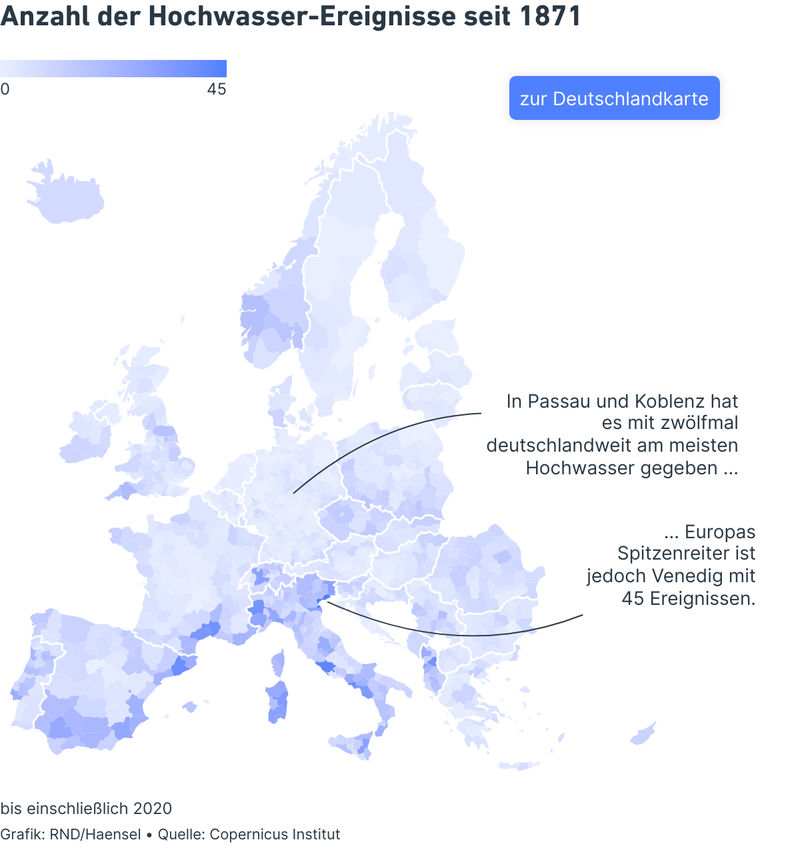 Anzahl der Hochwasser-Ereignisse seit 1871
0
45
zur Deutschlandkarte
In Passau und Koblenz hat
es mit zwölfmal
deutschlandweit am meisten
Hochwasser gegeben ...
... Europas
Spitzenreiter ist
jedoch Venedig mit
45 Ereignissen.
bis einschließlich 2020
Grafik: RND/Haensel • Quelle: Copernicus Institut